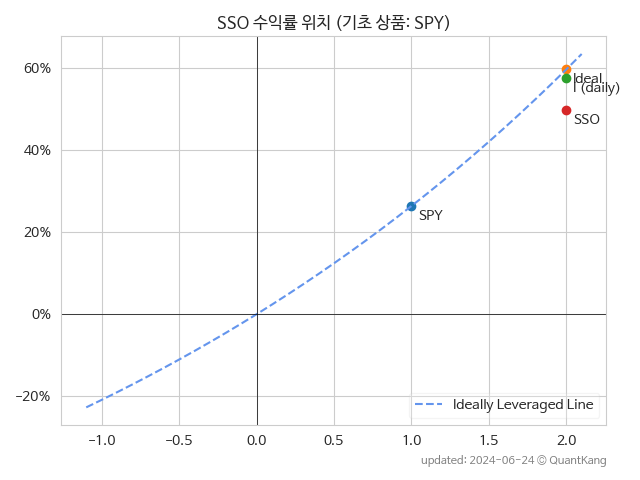 SSO 수익률 위치 (기초 상품: SPY)
60%
40%
20%
0%
−20%
Ideal
I (daily)
SSO
SPY
Ideally Leveraged Line
−1.0 −0.5 0.0 0.5 1.0 1.5 2.0
updated: 2024-06-24 © QuantKang